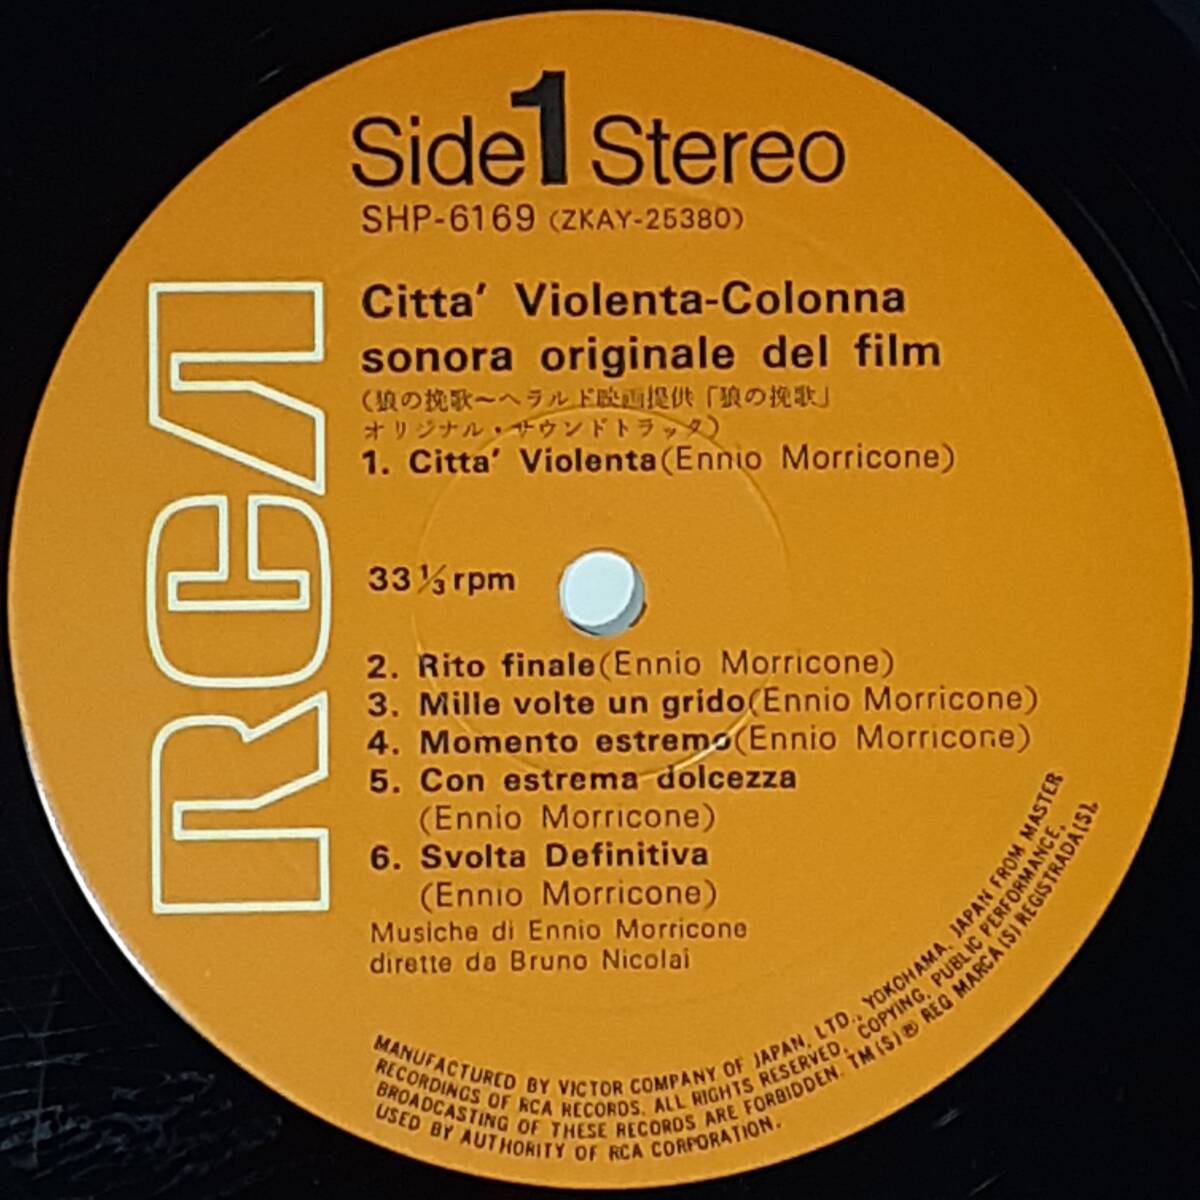 Side 1 Stereo
SHP-6169 (ZKAY-25380)
RCA
Citta' Violenta-Colonna
sonora originale del film
(狼の挽歌～ヘラルド映画提供「狼の挽歌」
オリジナル・サウンドトラック)
1. Citta' Violenta(Ennio Morricone)
33 1/3 rpm
2. Rito finale(Ennio Morricone)
3. Mille volte un grido(Ennio Morricone)
4. Momento estremo(Ennio Morricone)
5. Con estrema dolcezza
(Ennio Morricone)
6. Svolta Definitiva
(Ennio Morricone)
Musiche di Ennio Morricone
dirette da Bruno Nicolai
MANUFACTURED BY VICTOR COMPANY OF JAPAN, LTD., YOKOHAMA, JAPAN FROM MASTER
RECORDINGS OF RCA RECORDS. ALL RIGHTS RESERVED. COPYING, PUBLIC PERFORMANCE,
BROADCASTING OF THESE RECORDS ARE FORBIDDEN. TM(S)® REG MARCA(S) REGISTRADA(S).
USED BY AUTHORITY OF RCA CORPORATION.